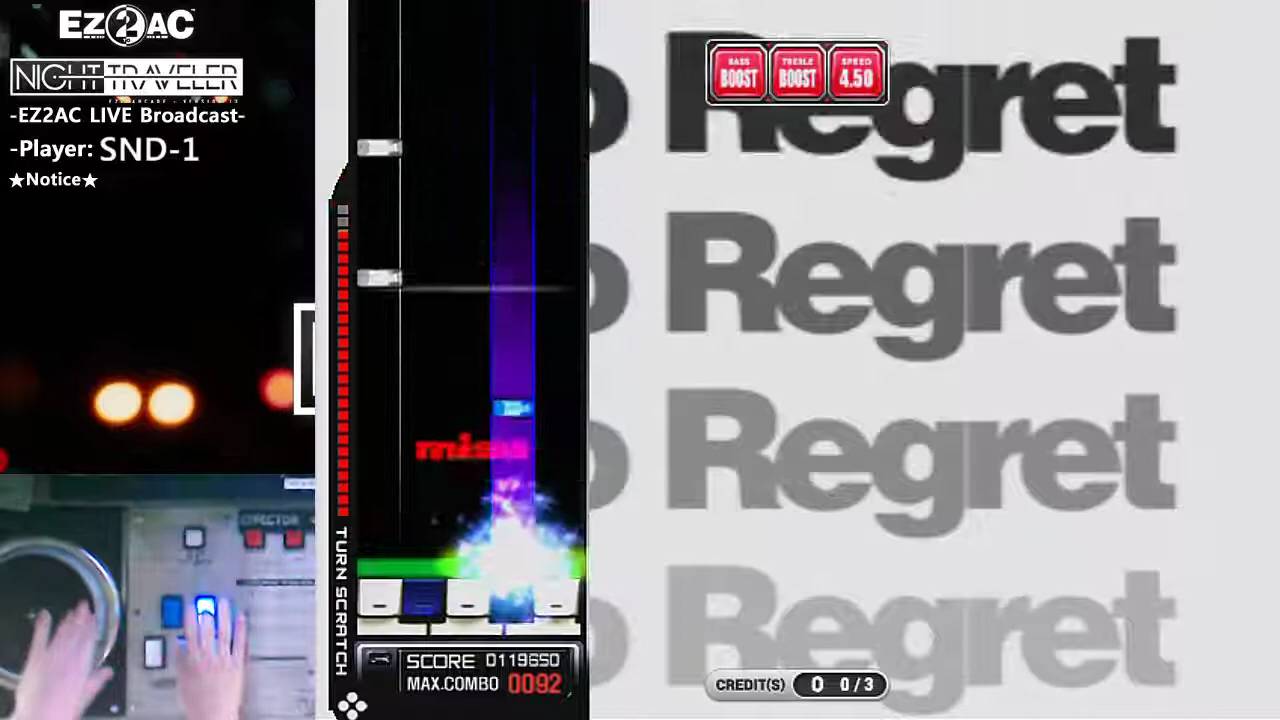 EZ2AC
NIGHT TRAVELER
-EZ2AC LIVE Broadcast-
-Player: SND-1
★Notice★
BASS BOOST
TREBLE BOOST
SPEED 4.50
Regret
Regret
Regret
Regret
miss
TURN SCRATCH
SCORE 0119650
MAX.COMBO 0092
CREDIT(S) 0 0/3